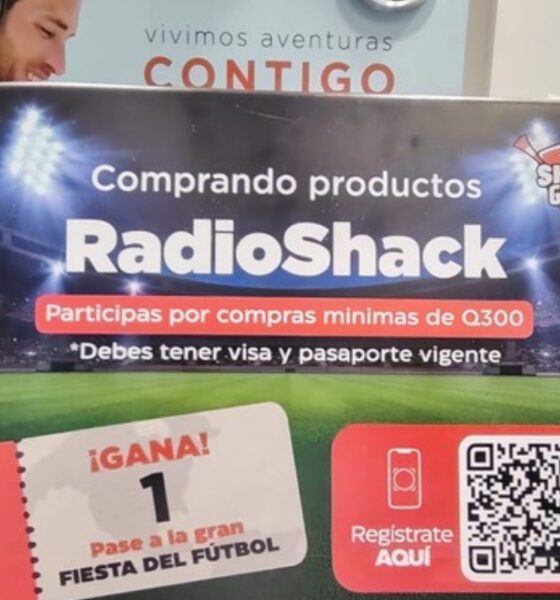 vivimos aventuras
CONTIGO
Comprando productos
RadioShack
Participas por compras minimas de Q300
*Debes tener visa y pasaporte vigente
¡GANA!
1
Pase a la gran
FIESTA DEL FÚTBOL
Regístrate
AQUÍ